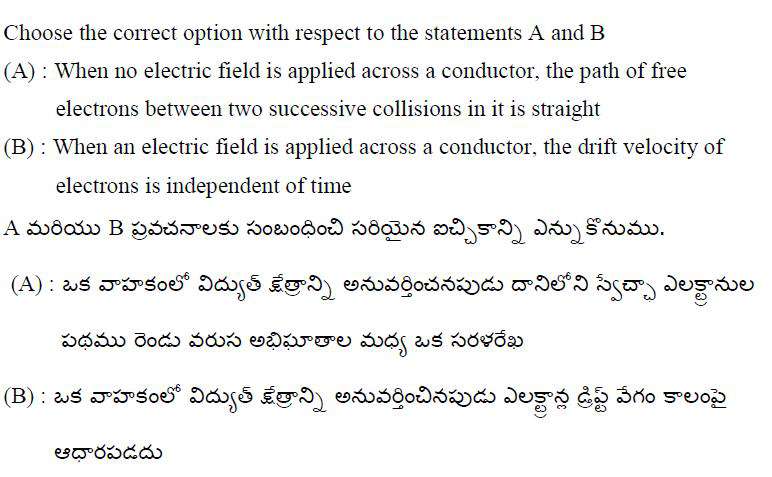 Choose the correct option with respect to the statements A and B
(A) : When no electric field is applied across a conductor, the path of free
electrons between two successive collisions in it is straight
(B) : When an electric field is applied across a conductor, the drift velocity of
electrons is independent of time
A మరియు B ప్రవచనాలకు సంబంధించి సరియైన ఐచ్చికాన్ని ఎన్నుకొనుము.
(A) : ఒక వాహకంలో విద్యుత్ క్షేత్రాన్ని అనువర్తించనపుడు దానిలోని స్వేచ్చా ఎలక్ట్రానుల
పథము రెండు వరుస అభిఘాతాల మధ్య ఒక సరళరేఖ
(B) : ఒక వాహకంలో విద్యుత్ క్షేత్రాన్ని అనువర్తించినపుడు ఎలక్ట్రాన్ల డ్రిప్ట్ వేగం కాలంపై
ఆధారపడదు